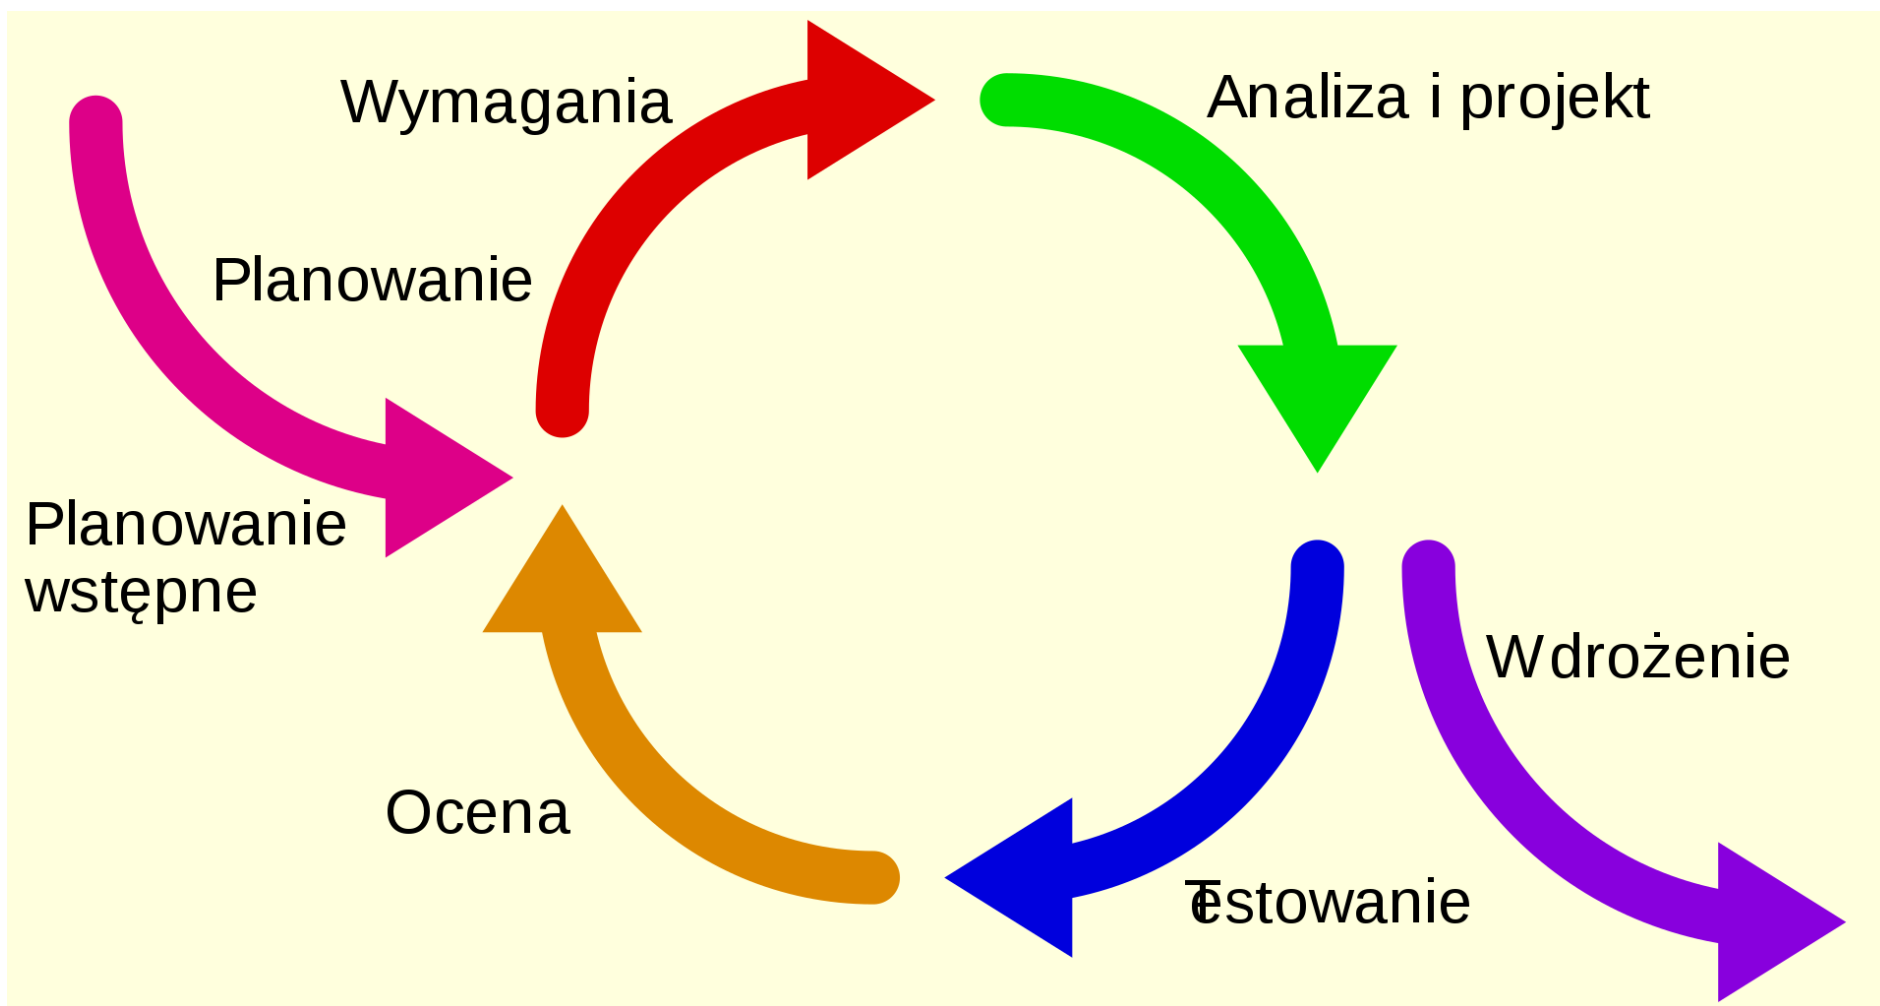 Wymagania
Analiza i projekt
Planowanie
Planowanie
wstępne
Wdrożenie
Ocena
Testowanie